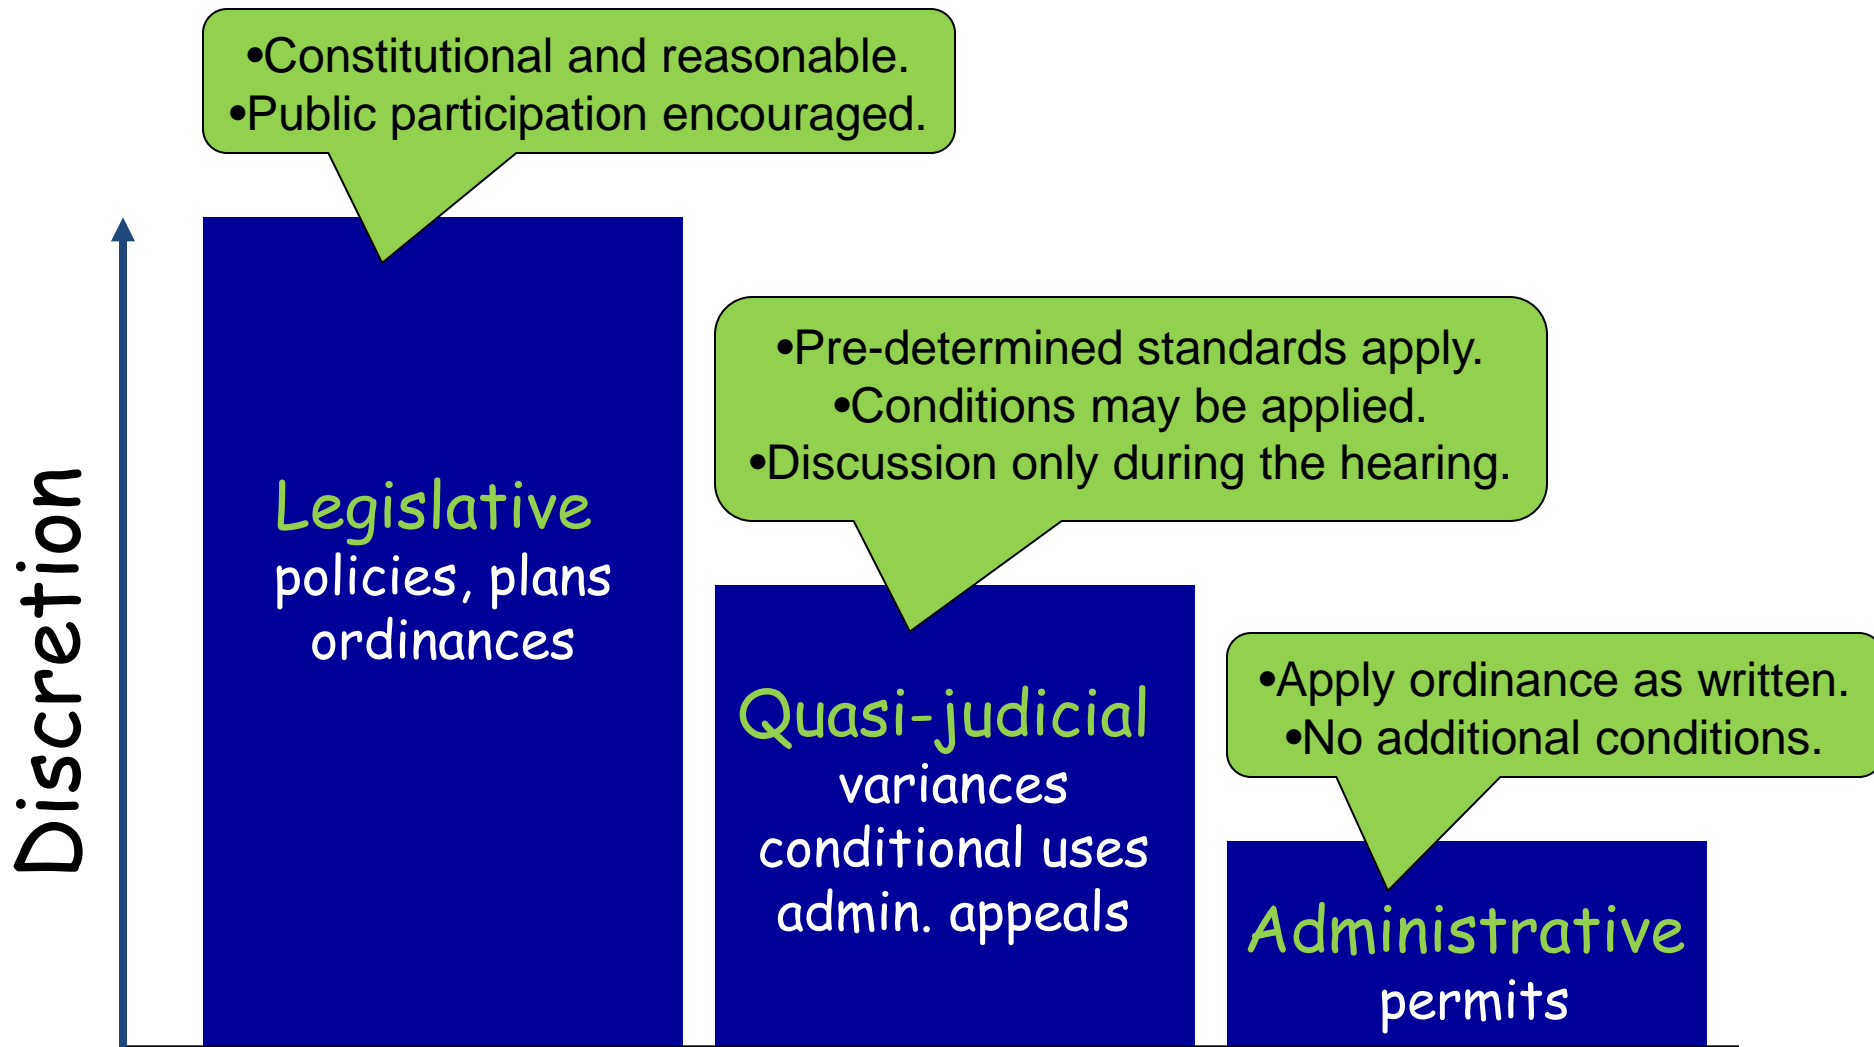 •Constitutional and reasonable.
•Public participation encouraged.
Discretion
Legislative
policies, plans
ordinances
•Pre-determined standards apply.
•Conditions may be applied.
•Discussion only during the hearing.
Quasi-judicial
variances
conditional uses
admin. appeals
•Apply ordinance as written.
•No additional conditions.
Administrative
permits